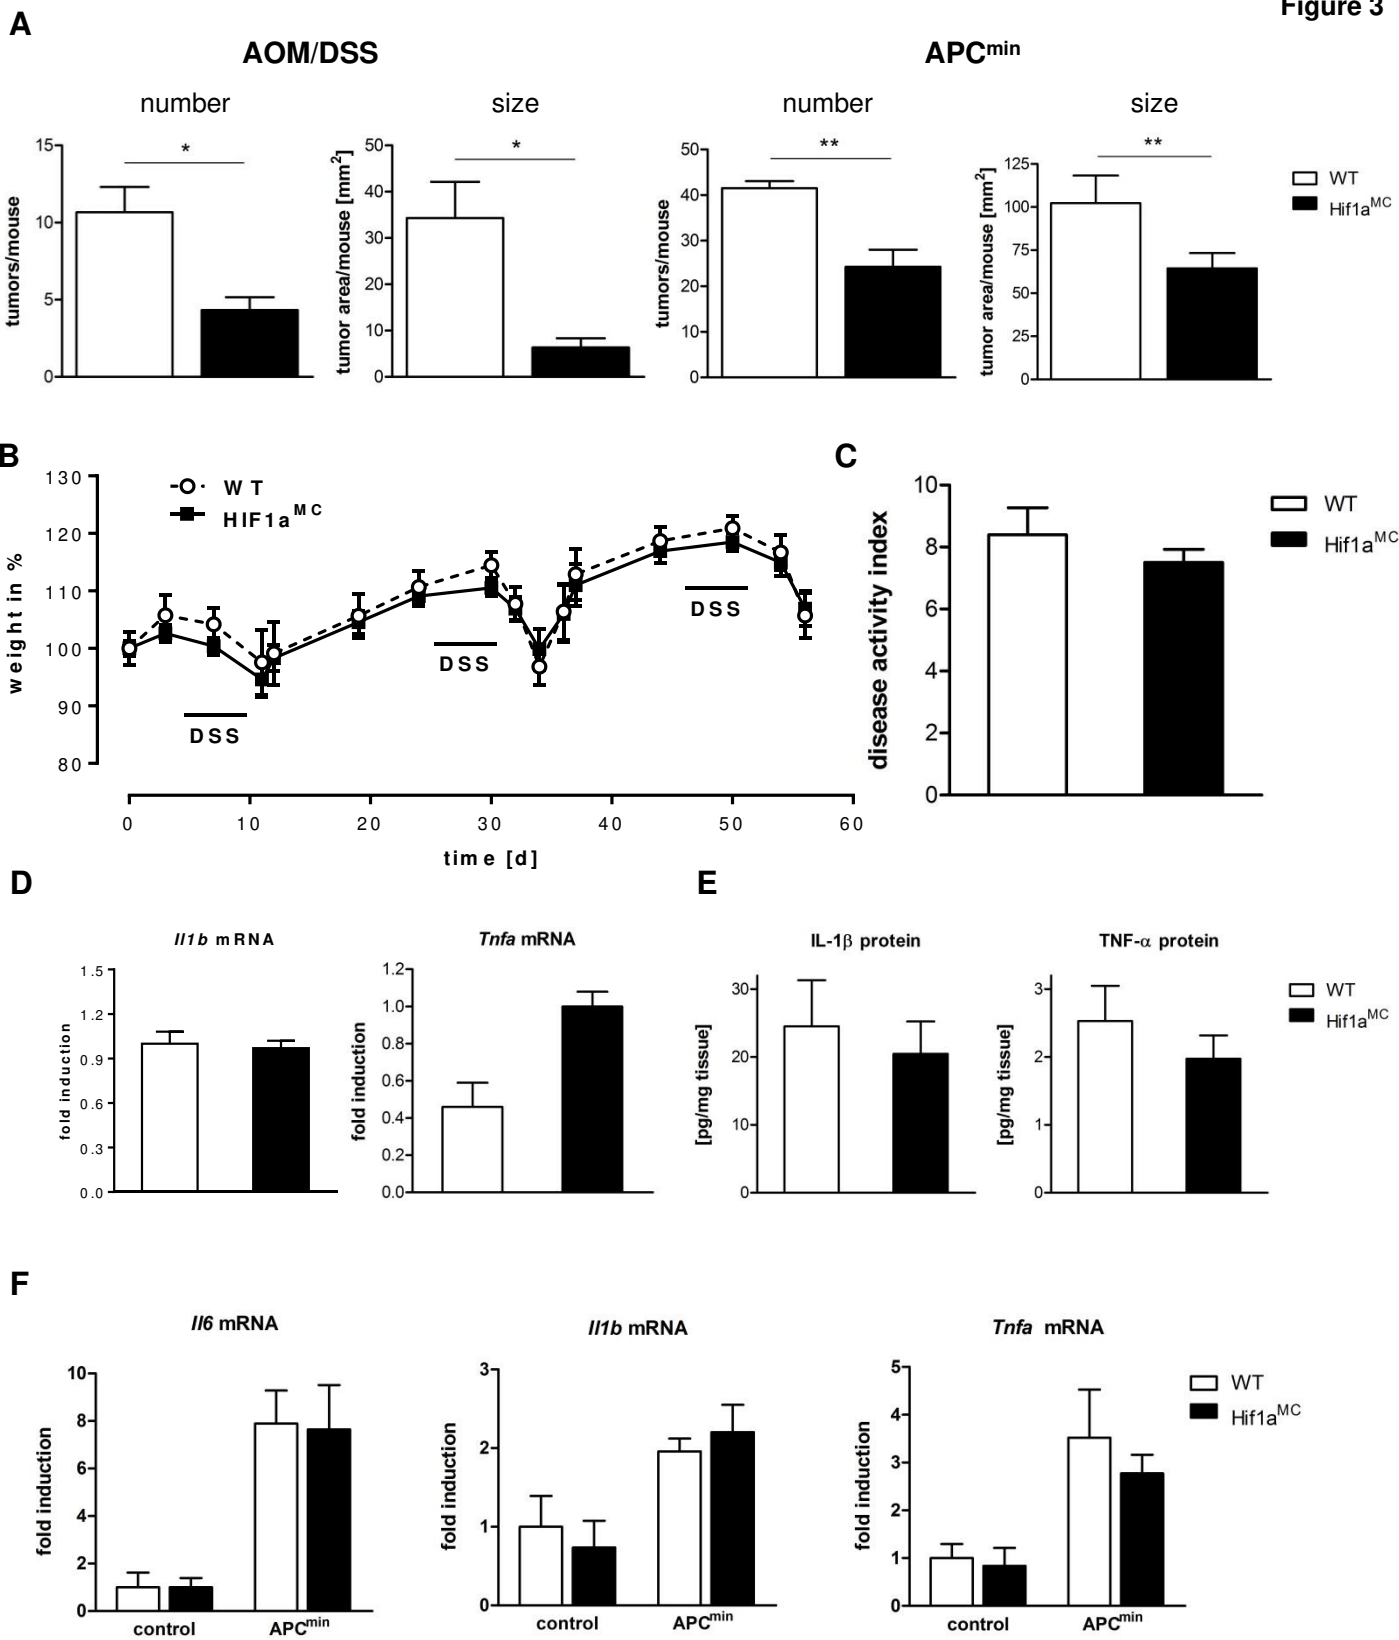 Figure 3
A
AOM/DSS
APCmin
number
size
number
size
15
10
5
0
tumors/mouse
*
50
40
30
20
10
0
tumor area/mouse [mm2]
*
50
40
30
20
10
0
tumors/mouse
**
125
100
75
50
25
0
tumor area/mouse [mm2]
**
WT
Hif1aMC
B
130
120
110
100
90
80
weight in %
WT
HIF1aMC
DSS
DSS
DSS
0 10 20 30 40 50 60
time [d]
C
10
8
6
4
2
0
disease activity index
WT
Hif1aMC
D
Il1b mRNA
1.5
1.2
0.9
0.6
0.3
0.0
fold induction
Tnfa mRNA
1.2
1.0
0.8
0.6
0.4
0.2
0.0
fold induction
E
IL-1β protein
30
20
10
0
[pg/mg tissue]
TNF-α protein
3
2
1
0
[pg/mg tissue]
WT
Hif1aMC
F
Il6 mRNA
10
8
6
4
2
0
fold induction
control APCmin
Il1b mRNA
3
2
1
0
fold induction
control APCmin
Tnfa mRNA
5
4
3
2
1
0
fold induction
control APCmin
WT
Hif1aMC